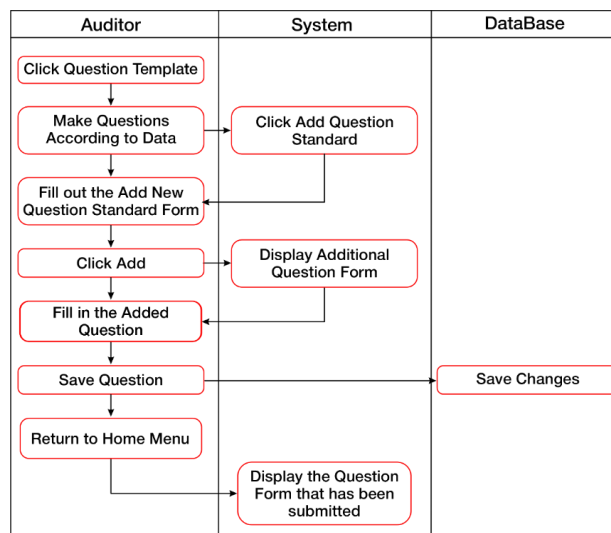 Auditor
System
DataBase
Click Question Template
Make Questions
According to Data
Click Add Question
Standard
Fill out the Add New
Question Standard Form
Click Add
Display Additional
Question Form
Fill in the Added
Question
Save Question
Save Changes
Return to Home Menu
Display the Question
Form that has been
submitted